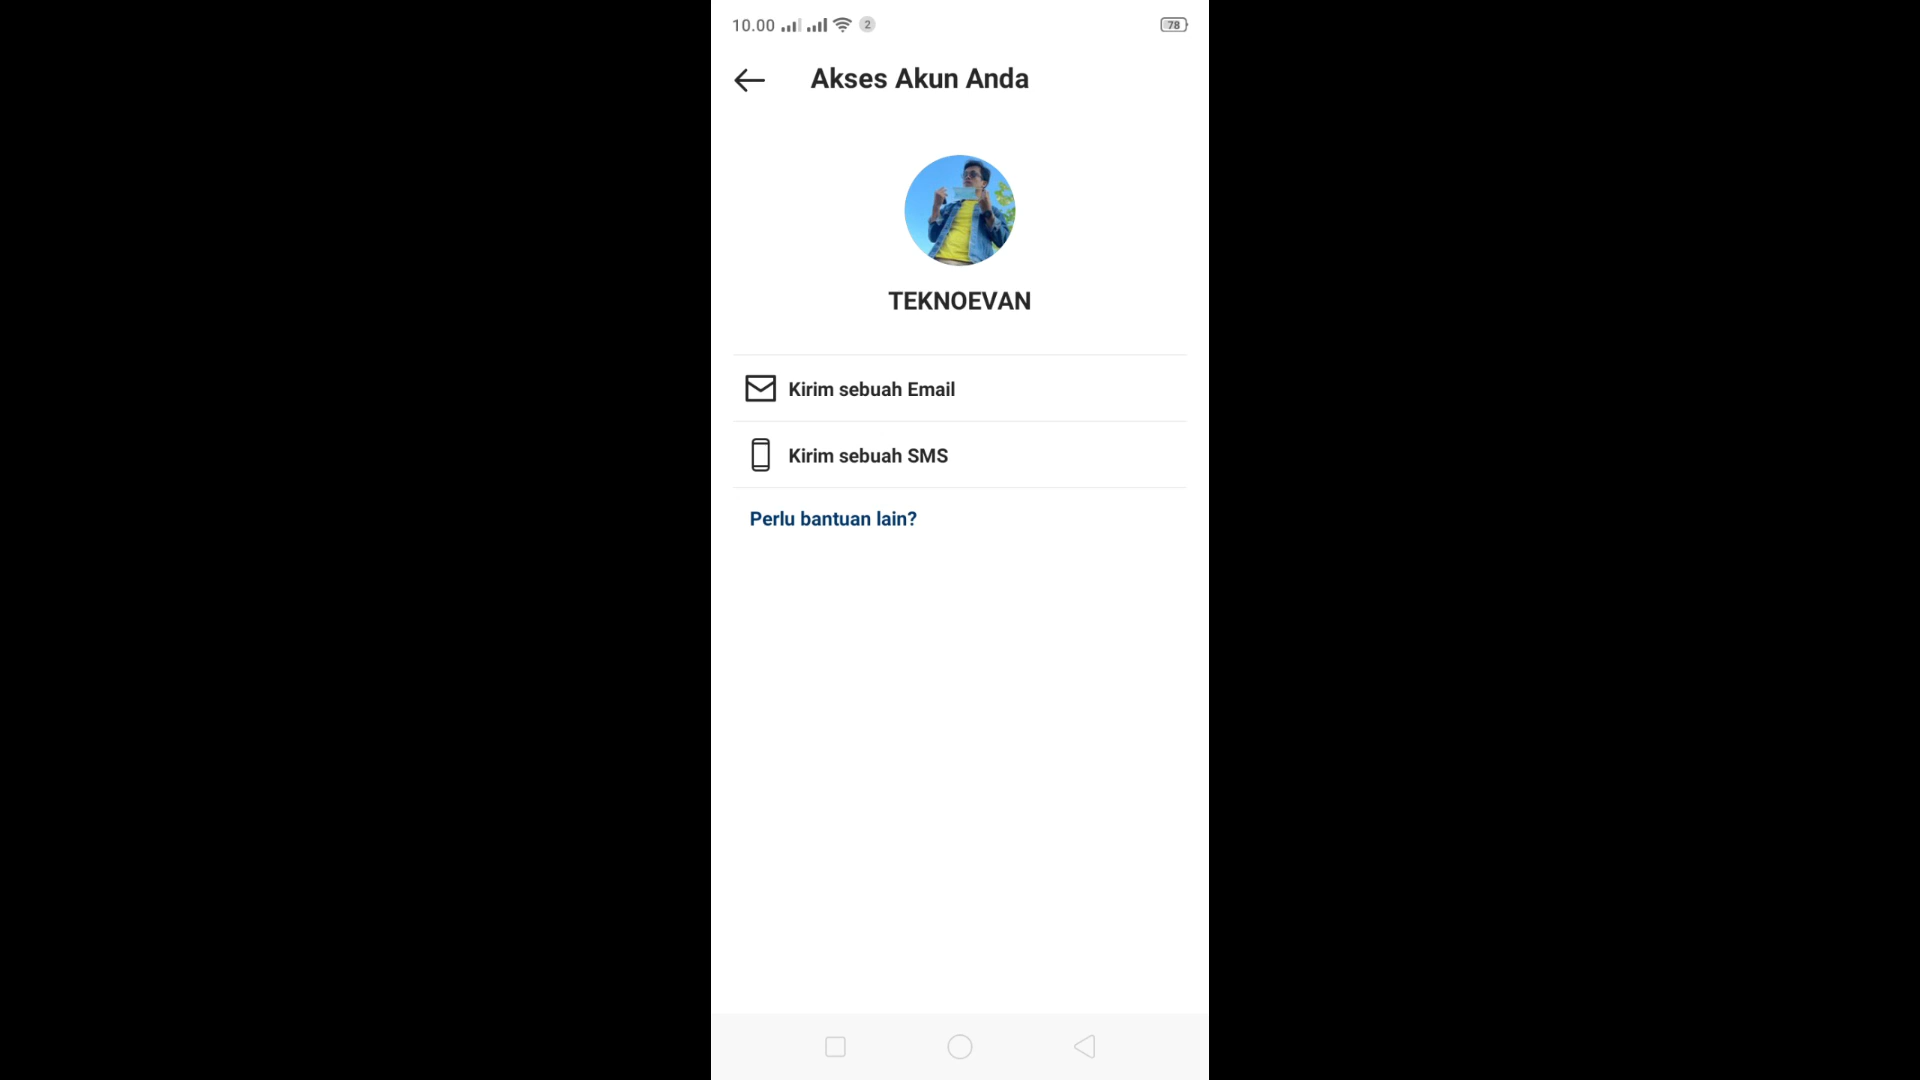 10.00 2 78
Akses Akun Anda
TEKNOEVAN
Kirim sebuah Email
Kirim sebuah SMS
Perlu bantuan lain?